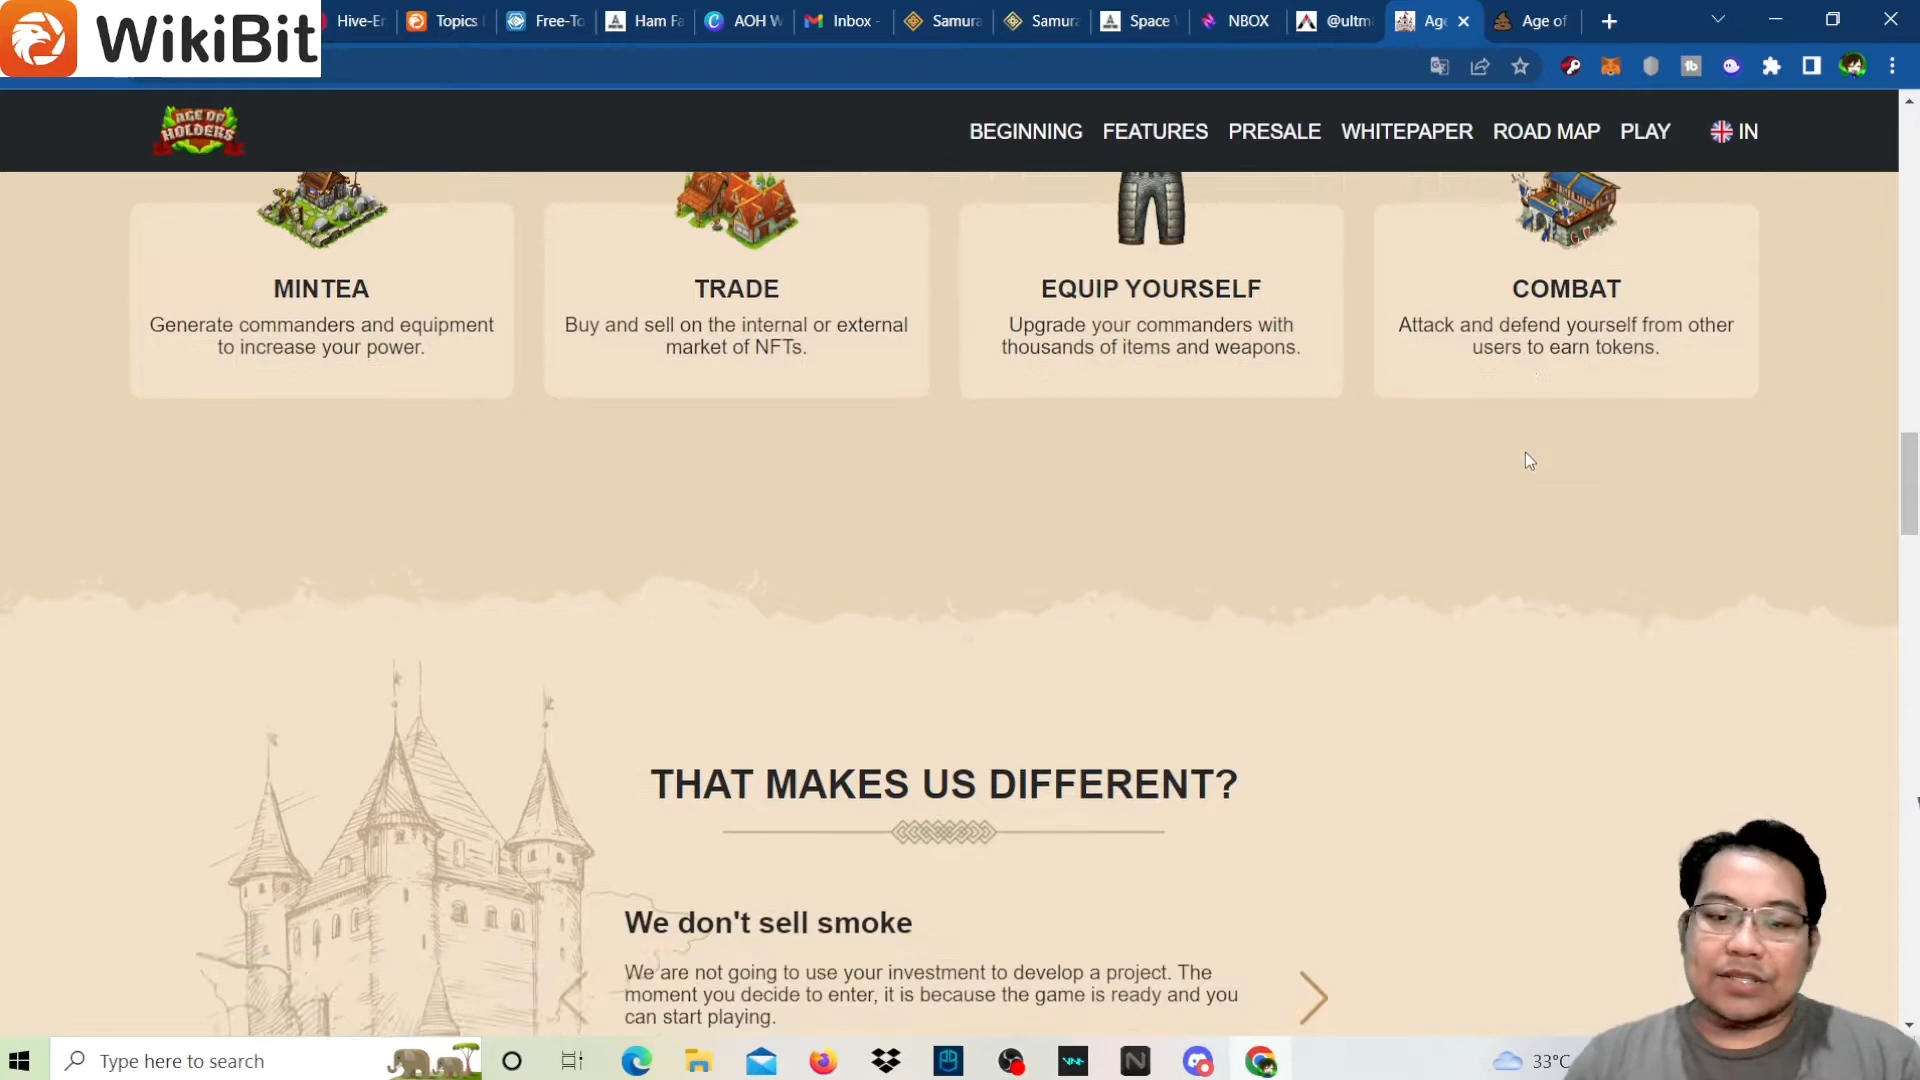 WikiBit
Hive-En
Topics
Free-To
Ham Fa
AOH W
Inbox -
Samura
Samura
Space
NBOX
@ultm
Age
Age of
AGE OF
HOLDERS
BEGINNING FEATURES PRESALE WHITEPAPER ROAD MAP PLAY IN
MINTEA
Generate commanders and equipment
to increase your power.
TRADE
Buy and sell on the internal or external
market of NFTs.
EQUIP YOURSELF
Upgrade your commanders with
thousands of items and weapons.
COMBAT
Attack and defend yourself from other
users to earn tokens.
THAT MAKES US DIFFERENT?
We don't sell smoke
We are not going to use your investment to develop a project. The
moment you decide to enter, it is because the game is ready and you
can start playing.
Type here to search
33°C